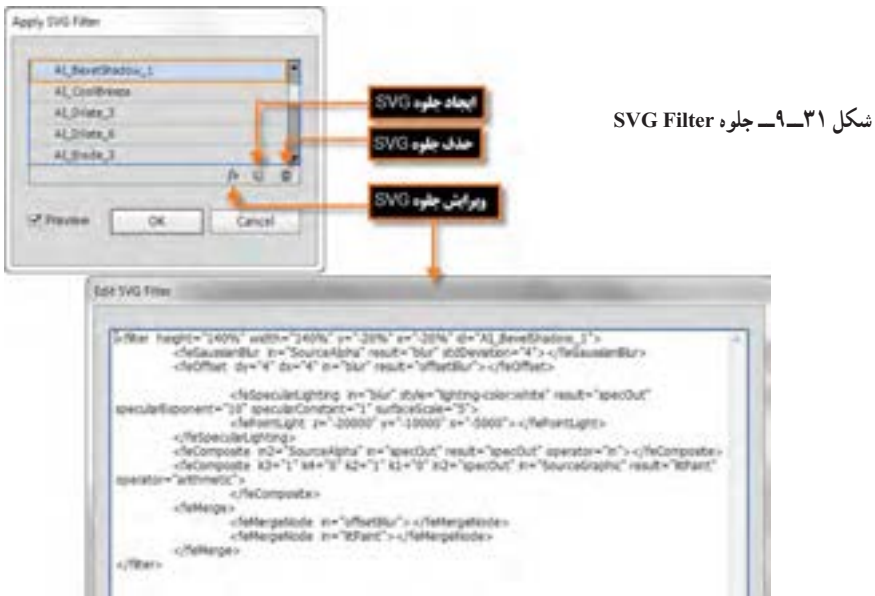 Apply SVG Filter
AI_BevelShadow_1
AI_CoolBreeze
AI_Dilate_3
AI_Dilate_6
AI_Erode_3
ایجاد جلوه SVG
حذف جلوه SVG
ویرایش جلوه SVG
شکل ۳۱ــ۹ــ جلوه SVG Filter
Preview
OK
Cancel
Edit SVG Filter
<filter height="140%" width="140%" y="-20%" x="-20%" id="AI_BevelShadow_1">
<feGaussianBlur in="SourceAlpha" result="blur" stdDeviation="4"></feGaussianBlur>
<feOffset dy="4" dx="4" in="blur" result="offsetBlur"></feOffset>
<feSpecularLighting in="blur" style="lighting-color:white" result="specOut"
specularExponent="10" specularConstant="1" surfaceScale="5">
<fePointLight z="-20000" y="-10000" x="-5000"></fePointLight>
</feSpecularLighting>
<feComposite in2="SourceAlpha" in="specOut" result="specOut" operator="in"></feComposite>
<feComposite k3="1" k4="0" k2="1" k1="0" in2="specOut" in="SourceGraphic" result="litPaint"
operator="arithmetic">
</feComposite>
<feMerge>
<feMergeNode in="offsetBlur"></feMergeNode>
<feMergeNode in="litPaint"></feMergeNode>
</feMerge>
</filter>